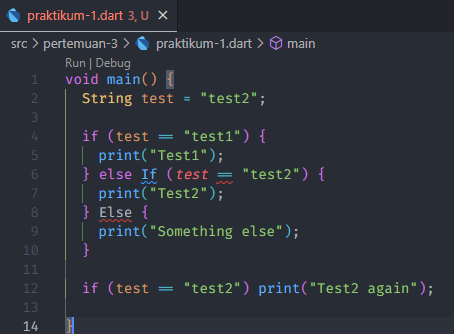 praktikum-1.dart 3, U ×
src > pertemuan-3 > praktikum-1.dart > main
Run | Debug
1 void main() {
2 String test = "test2";
3
4 if (test == "test1") {
5 print("Test1");
6 } else If (test == "test2") {
7 print("Test2");
8 } Else {
9 print("Something else");
10 }
11
12 if (test == "test2") print("Test2 again");
13
14 }